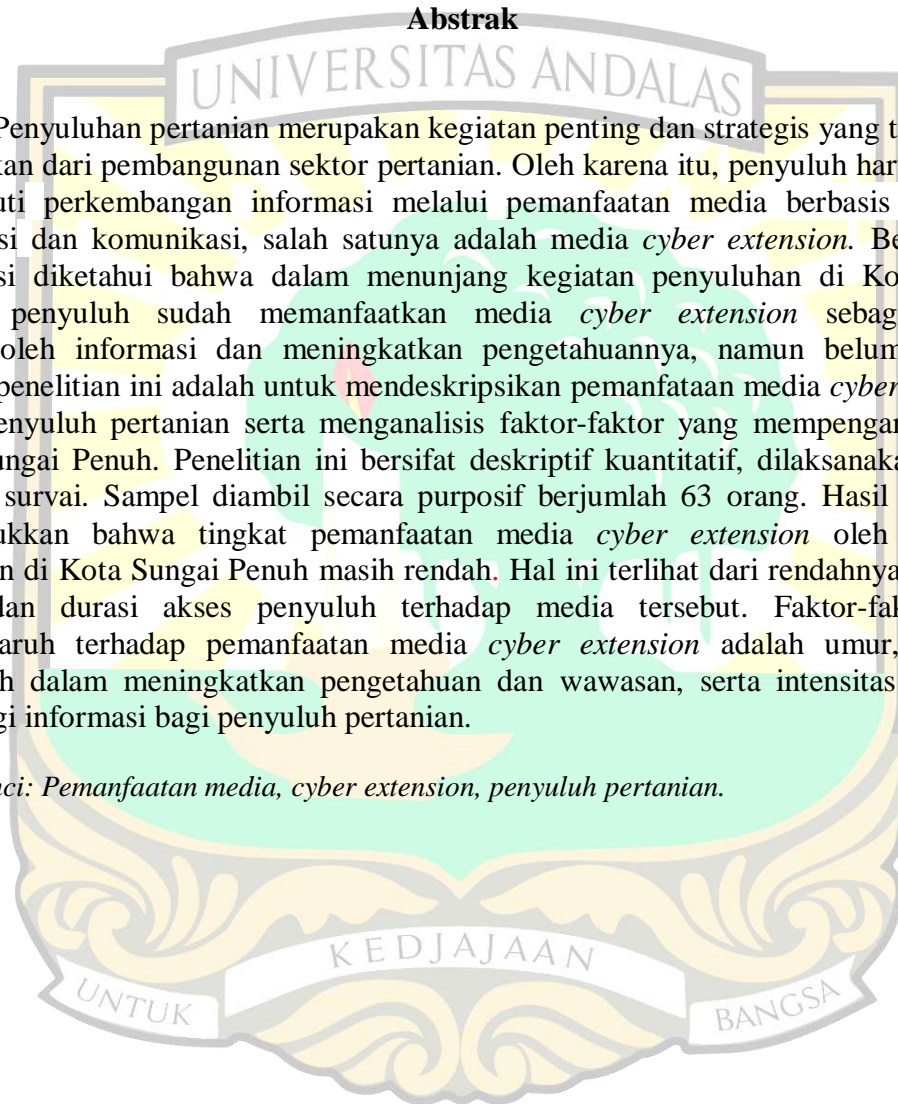 Abstrak
UNIVERSITAS ANDALAS
Penyuluhan pertanian merupakan kegiatan penting dan strategis yang t
kan dari pembangunan sektor pertanian. Oleh karena itu, penyuluh har
uti perkembangan informasi melalui pemanfaatan media berbasis
si dan komunikasi, salah satunya adalah media cyber extension. Be
si diketahui bahwa dalam menunjang kegiatan penyuluhan di Ko
penyuluh sudah memanfaatkan media cyber extension sebag
oleh informasi dan meningkatkan pengetahuannya, namun belum
penelitian ini adalah untuk mendeskripsikan pemanfataan media cyber
enyuluh pertanian serta menganalisis faktor-faktor yang mempengar
ungai Penuh. Penelitian ini bersifat deskriptif kuantitatif, dilaksanaka
survai. Sampel diambil secara purposif berjumlah 63 orang. Hasil
ukkan bahwa tingkat pemanfaatan media cyber extension oleh
n di Kota Sungai Penuh masih rendah. Hal ini terlihat dari rendahnya
dan durasi akses penyuluh terhadap media tersebut. Faktor-fak
aruh terhadap pemanfaatan media cyber extension adalah umur,
h dalam meningkatkan pengetahuan dan wawasan, serta intensitas
gi informasi bagi penyuluh pertanian.
nci: Pemanfaatan media, cyber extension, penyuluh pertanian.
KEDJAJAAN
UNTUK
BANGSA